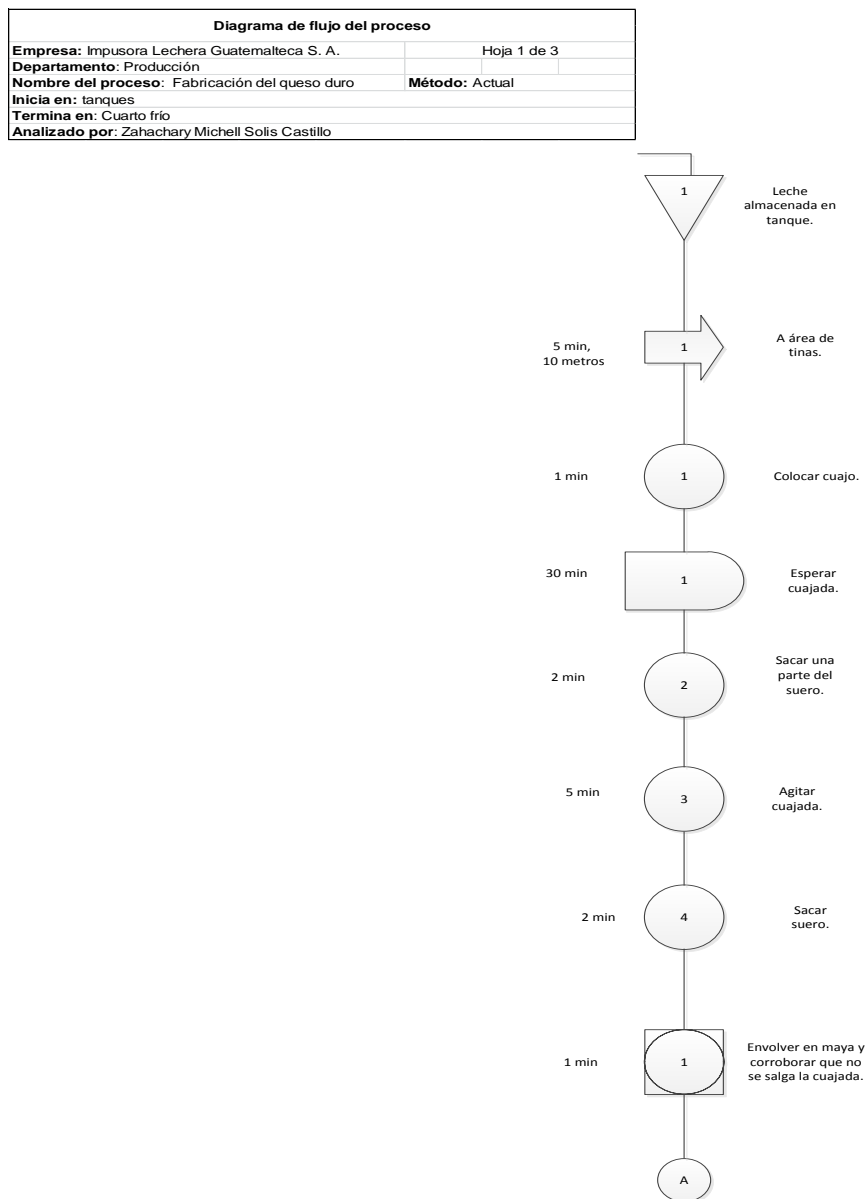 Diagrama de flujo del proceso
Empresa: Impusora Lechera Guatemalteca S. A. Hoja 1 de 3
Departamento: Producción
Nombre del proceso: Fabricación del queso duro Método: Actual
Inicia en: tanques
Termina en: Cuarto frío
Analizado por: Zahachary Michell Solis Castillo
1
Leche
almacenada en
tanque.
5 min,
10 metros
1
A área de
tinas.
1 min
1
Colocar cuajo.
30 min
1
Esperar
cuajada.
2 min
2
Sacar una
parte del
suero.
5 min
3
Agitar
cuajada.
2 min
4
Sacar
suero.
1 min
1
Envolver en maya y
corroborar que no
se salga la cuajada.
A